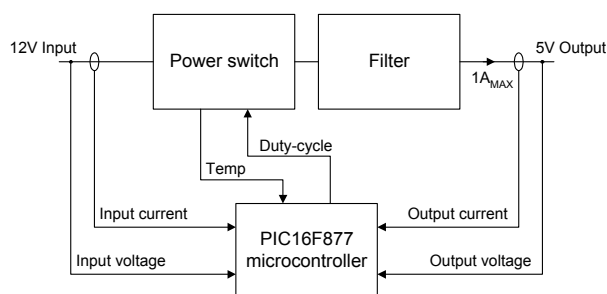 12V Input
Power switch
Filter
5V Output
1AMAX
Duty-cycle
Temp
Input current
Output current
PIC16F877
microcontroller
Input voltage
Output voltage